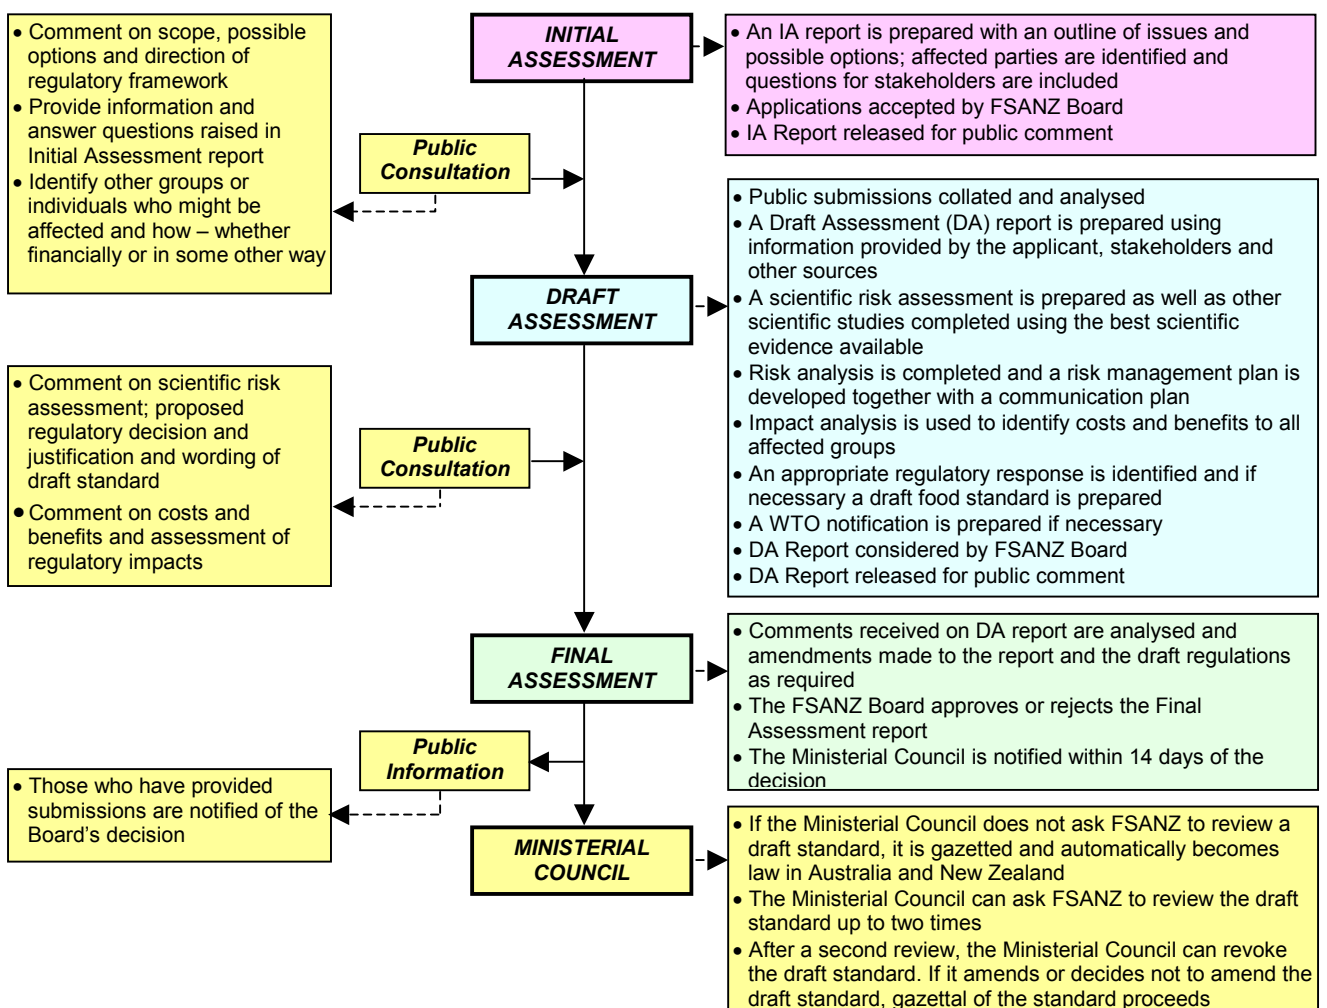 • Comment on scope, possible
options and direction of
regulatory framework
• Provide information and
answer questions raised in
Initial Assessment report
• Identify other groups or
individuals who might be
affected and how – whether
financially or in some other way
INITIAL
ASSESSMENT
• An IA report is prepared with an outline of issues and
possible options; affected parties are identified and
questions for stakeholders are included
• Applications accepted by FSANZ Board
• IA Report released for public comment
Public
Consultation
• Public submissions collated and analysed
• A Draft Assessment (DA) report is prepared using
information provided by the applicant, stakeholders and
other sources
• A scientific risk assessment is prepared as well as other
scientific studies completed using the best scientific
evidence available
• Risk analysis is completed and a risk management plan is
developed together with a communication plan
• Impact analysis is used to identify costs and benefits to all
affected groups
• An appropriate regulatory response is identified and if
necessary a draft food standard is prepared
• A WTO notification is prepared if necessary
• DA Report considered by FSANZ Board
• DA Report released for public comment
DRAFT
ASSESSMENT
• Comment on scientific risk
assessment; proposed
regulatory decision and
justification and wording of
draft standard
• Comment on costs and
benefits and assessment of
regulatory impacts
Public
Consultation
FINAL
ASSESSMENT
• Comments received on DA report are analysed and
amendments made to the report and the draft regulations
as required
• The FSANZ Board approves or rejects the Final
Assessment report
• The Ministerial Council is notified within 14 days of the
decision
Public
Information
• Those who have provided
submissions are notified of the
Board's decision
MINISTERIAL
COUNCIL
• If the Ministerial Council does not ask FSANZ to review a
draft standard, it is gazetted and automatically becomes
law in Australia and New Zealand
• The Ministerial Council can ask FSANZ to review the draft
standard up to two times
• After a second review, the Ministerial Council can revoke
the draft standard. If it amends or decides not to amend the
draft standard, gazettal of the standard proceeds